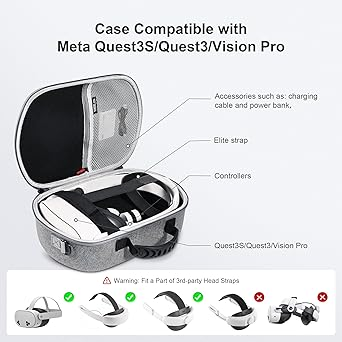 Case Compatible with
Meta Quest3S/Quest3/Vision Pro
Accessories such as: charging
cable and power bank.
Elite strap
Controllers
Quest3S/Quest3/Vision Pro
Warning: Fit a Part of 3rd-party Head Straps